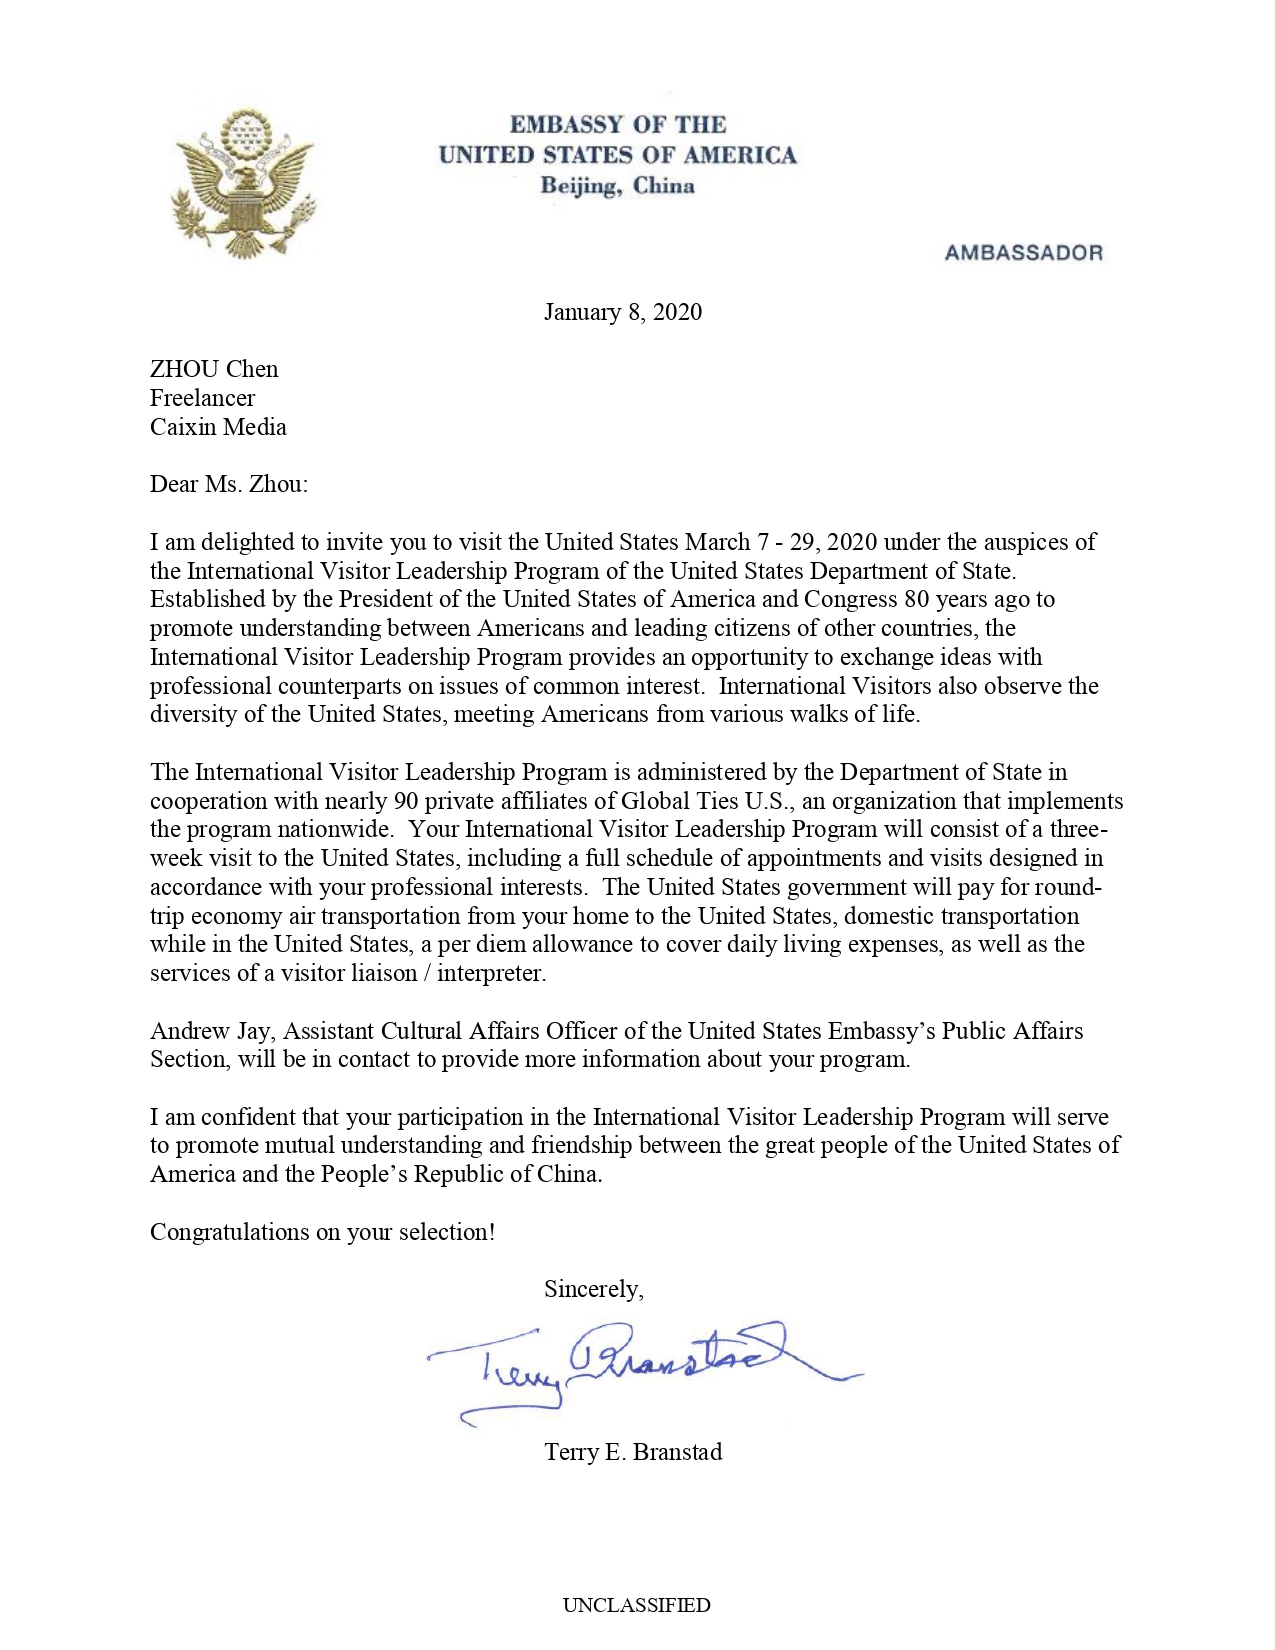 EMBASSY OF THE
UNITED STATES OF AMERICA
Beijing, China
AMBASSADOR
January 8, 2020
ZHOU Chen
Freelancer
Caixin Media
Dear Ms. Zhou:
I am delighted to invite you to visit the United States March 7 - 29, 2020 under the auspices of
the International Visitor Leadership Program of the United States Department of State.
Established by the President of the United States of America and Congress 80 years ago to
promote understanding between Americans and leading citizens of other countries, the
International Visitor Leadership Program provides an opportunity to exchange ideas with
professional counterparts on issues of common interest.  International Visitors also observe the
diversity of the United States, meeting Americans from various walks of life.
The International Visitor Leadership Program is administered by the Department of State in
cooperation with nearly 90 private affiliates of Global Ties U.S., an organization that implements
the program nationwide.  Your International Visitor Leadership Program will consist of a three-
week visit to the United States, including a full schedule of appointments and visits designed in
accordance with your professional interests.  The United States government will pay for round-
trip economy air transportation from your home to the United States, domestic transportation
while in the United States, a per diem allowance to cover daily living expenses, as well as the
services of a visitor liaison / interpreter.
Andrew Jay, Assistant Cultural Affairs Officer of the United States Embassy’s Public Affairs
Section, will be in contact to provide more information about your program.
I am confident that your participation in the International Visitor Leadership Program will serve
to promote mutual understanding and friendship between the great people of the United States of
America and the People’s Republic of China.
Congratulations on your selection!
Sincerely,
Terry Branstad
Terry E. Branstad
UNCLASSIFIED